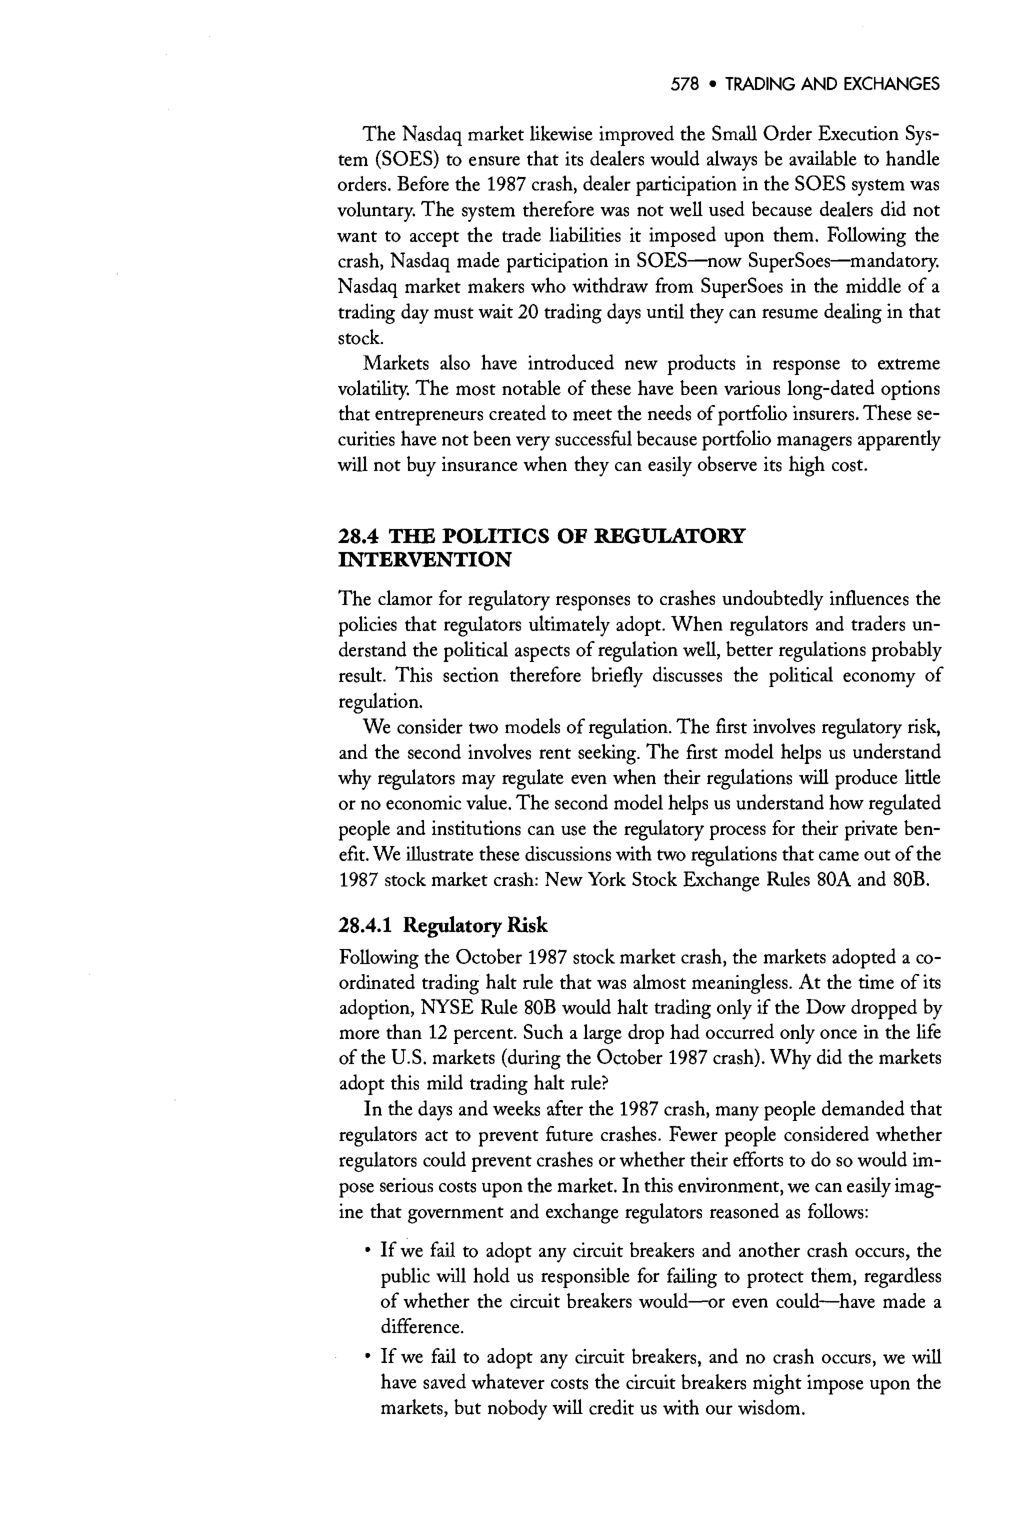 578 • TRADING AND EXCHANGES
The Nasdaq market likewise improved the Small Order Execution Sys-
tem (SOES) to ensure that its dealers would always be available to handle
orders. Before the 1987 crash, dealer participation in the SOES system was
voluntary. The system therefore was not well used because dealers did not
want to accept the trade liabilities it imposed upon them. Following the
crash, Nasdaq made participation in SOES—now SuperSoes—mandatory.
Nasdaq market makers who withdraw from SuperSoes in the middle of a
trading day must wait 20 trading days until they can resume dealing in that
stock.
Markets also have introduced new products in response to extreme
volatility. The most notable of these have been various long-dated options
that entrepreneurs created to meet the needs of portfolio insurers. These se-
curities have not been very successful because portfolio managers apparently
will not buy insurance when they can easily observe its high cost.
28.4 THE POLITICS OF REGULATORY
INTERVENTION
The clamor for regulatory responses to crashes undoubtedly influences the
policies that regulators ultimately adopt. When regulators and traders un-
derstand the political aspects of regulation well, better regulations probably
result. This section therefore briefly discusses the political economy of
regulation.
We consider two models of regulation. The first involves regulatory risk,
and the second involves rent seeking. The first model helps us understand
why regulators may regulate even when their regulations will produce little
or no economic value. The second model helps us understand how regulated
people and institutions can use the regulatory process for their private ben-
efit. We illustrate these discussions with two regulations that came out of the
1987 stock market crash: New York Stock Exchange Rules 80A and 80B.
28.4.1 Regulatory Risk
Following the October 1987 stock market crash, the markets adopted a co-
ordinated trading halt rule that was almost meaningless. At the time of its
adoption, NYSE Rule 80B would halt trading only if the Dow dropped by
more than 12 percent. Such a large drop had occurred only once in the life
of the U.S. markets (during the October 1987 crash). Why did the markets
adopt this mild trading halt rule?
In the days and weeks after the 1987 crash, many people demanded that
regulators act to prevent future crashes. Fewer people considered whether
regulators could prevent crashes or whether their efforts to do so would im-
pose serious costs upon the market. In this environment, we can easily imag-
ine that government and exchange regulators reasoned as follows:
• If we fail to adopt any circuit breakers and another crash occurs, the
public will hold us responsible for failing to protect them, regardless
of whether the circuit breakers would—or even could—have made a
difference.
• If we fail to adopt any circuit breakers, and no crash occurs, we will
have saved whatever costs the circuit breakers might impose upon the
markets, but nobody will credit us with our wisdom.